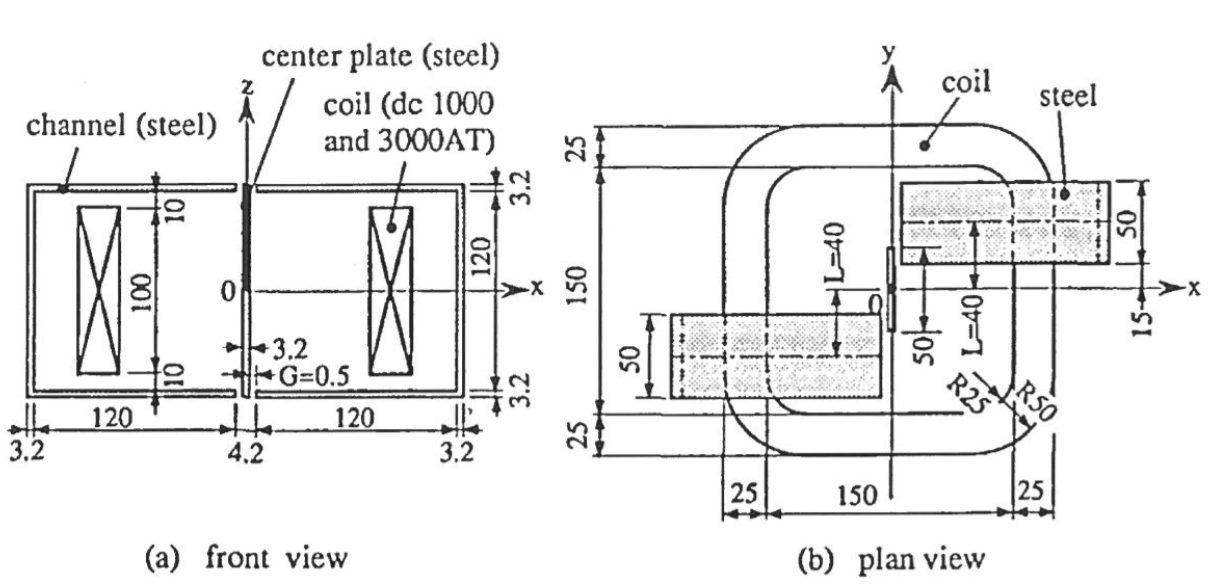 center plate (steel)
z
coil (dc 1000
and 3000AT)
channel (steel)
10
3.2
100
120
0
x
3.2
G=0.5
10
3.2
120
120
3.2
4.2
3.2
(a) front view
y
coil
steel
25
150
25
L=40
50
0
x
50
50
L=40
15
R25
R50
25
150
25
(b) plan view